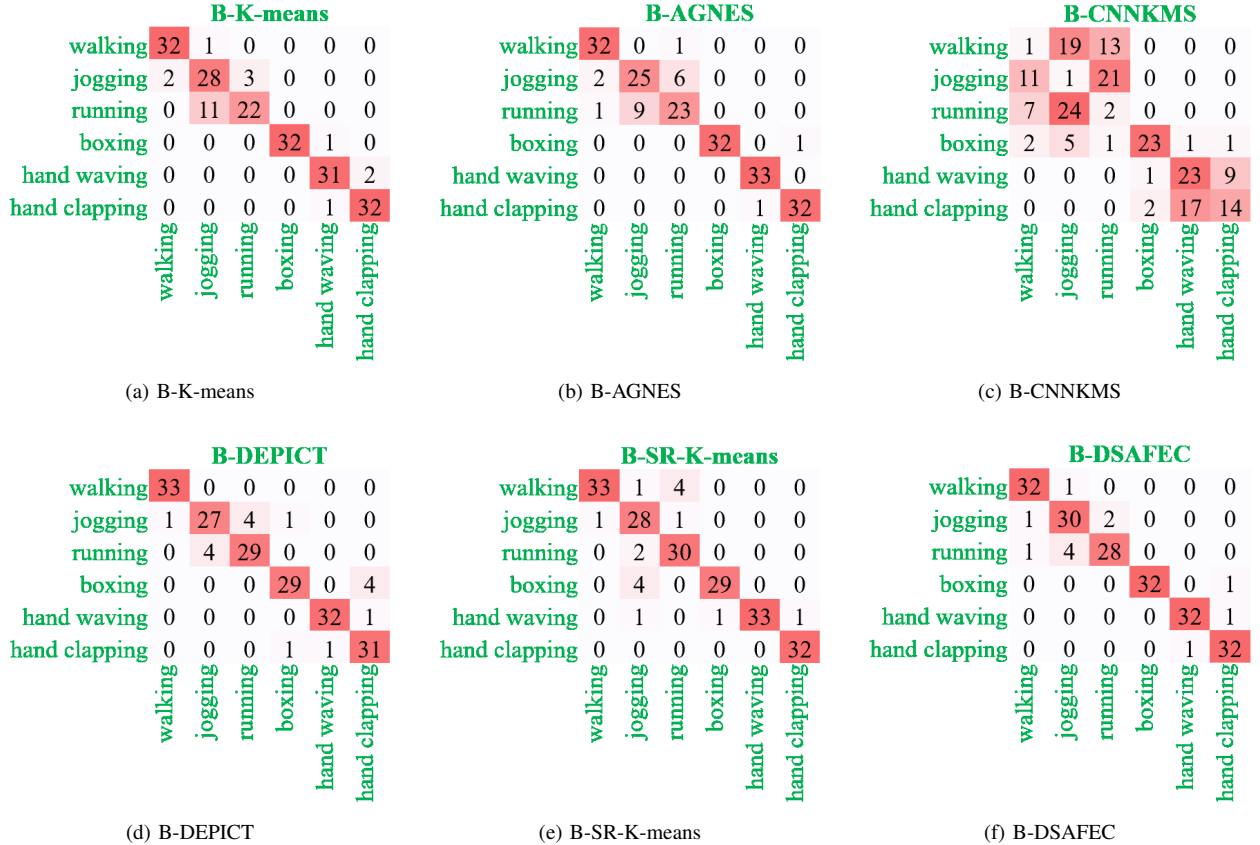 B-K-means
walking 32 1 0 0 0 0
jogging 2 28 3 0 0 0
running 0 11 22 0 0 0
boxing 0 0 0 32 1 0
hand waving 0 0 0 0 31 2
hand clapping 0 0 0 0 1 32
walking jogging running boxing hand waving hand clapping
(a) B-K-means
B-AGNES
32 0 1 0 0 0
2 25 6 0 0 0
1 9 23 0 0 0
0 0 0 32 0 1
0 0 0 0 33 0
0 0 0 0 1 32
walking jogging running boxing hand waving hand clapping
(b) B-AGNES
B-CNNKMS
walking 1 19 13 0 0 0
jogging 11 1 21 0 0 0
running 7 24 2 0 0 0
boxing 2 5 1 23 1 1
hand waving 0 0 0 1 23 9
hand clapping 0 0 0 2 17 14
walking jogging running boxing hand waving hand clapping
(c) B-CNNKMS
B-DEPICT
walking 33 0 0 0 0 0
jogging 1 27 4 1 0 0
running 0 4 29 0 0 0
boxing 0 0 0 29 0 4
hand waving 0 0 0 0 32 1
hand clapping 0 0 0 1 1 31
walking jogging running boxing hand waving hand clapping
(d) B-DEPICT
B-SR-K-means
walking 33 1 4 0 0 0
jogging 1 28 1 0 0 0
running 0 2 30 0 0 0
boxing 0 4 0 29 0 0
hand waving 0 1 0 1 33 1
hand clapping 0 0 0 0 0 32
walking jogging running boxing hand waving hand clapping
(e) B-SR-K-means
B-DSAFEC
walking 32 1 0 0 0 0
jogging 1 30 2 0 0 0
running 1 4 28 0 0 0
boxing 0 0 0 32 0 1
hand waving 0 0 0 0 32 1
hand clapping 0 0 0 0 1 32
walking jogging running boxing hand waving hand clapping
(f) B-DSAFEC